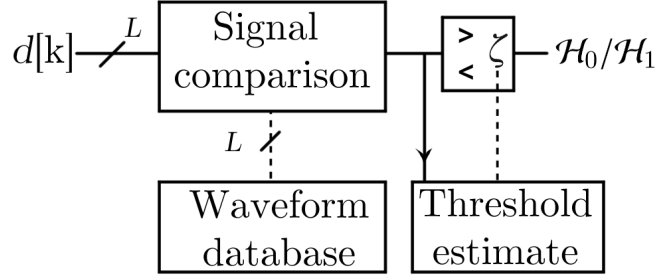 L
Signal
d[k]
comparison
>
<
ζ
ℋ₀/ℋ₁
L
Waveform
database
Threshold
estimate